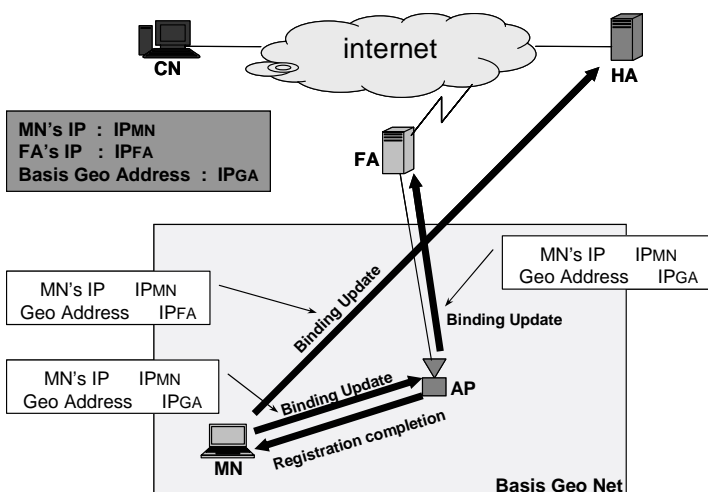 internet
CN
HA
MN's IP : IPMN
FA's IP : IPFA
Basis Geo Address : IPGA
FA
MN's IP IPMN
Geo Address IPGA
MN's IP IPMN
Geo Address IPFA
Binding Update
Binding Update
MN's IP IPMN
Geo Address IPGA
Binding Update
AP
Registration completion
MN
Basis Geo Net